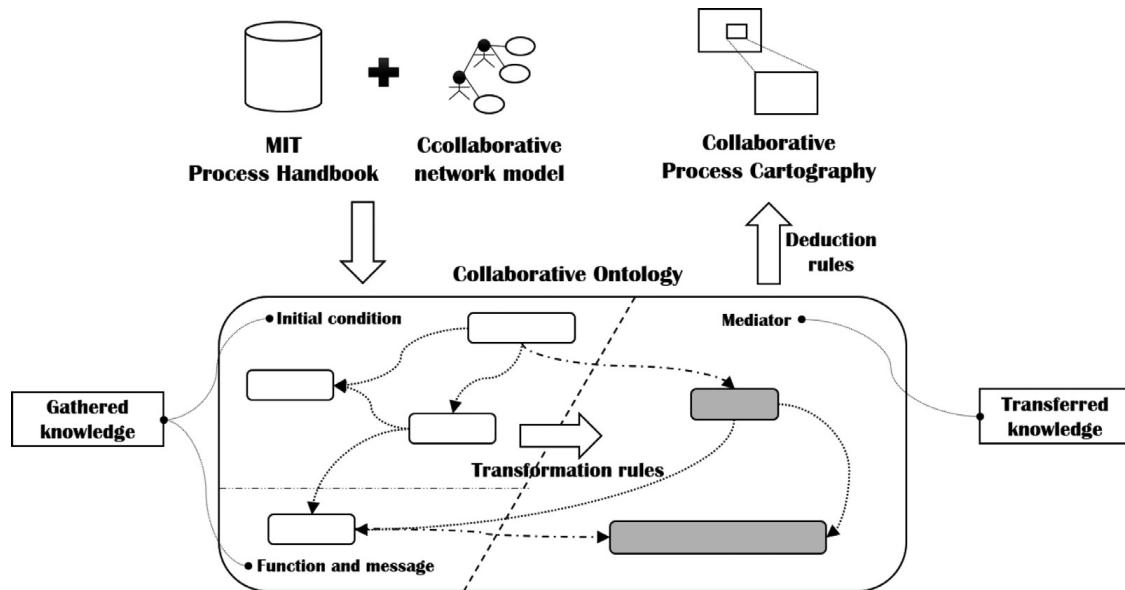 MIT
Process Handbook
Ccollaborative
network model
Collaborative
Process Cartography
Deduction
rules
Collaborative Ontology
Initial condition
Mediator
Gathered
knowledge
Transferred
knowledge
Transformation rules
Function and message